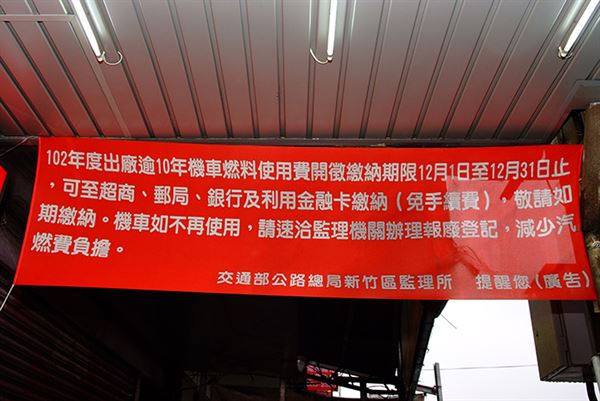 102年度出廠逾10年機車燃料使用費開徵繳納期限12月1日至12月31日止
，可至超商、郵局、銀行及利用金融卡繳納（免手續費），敬請如
期繳納。機車如不再使用，請速洽監理機關辦理報廢登記，減少汽
燃費負擔。
交通部公路總局新竹區監理所　提醒您（廣告）